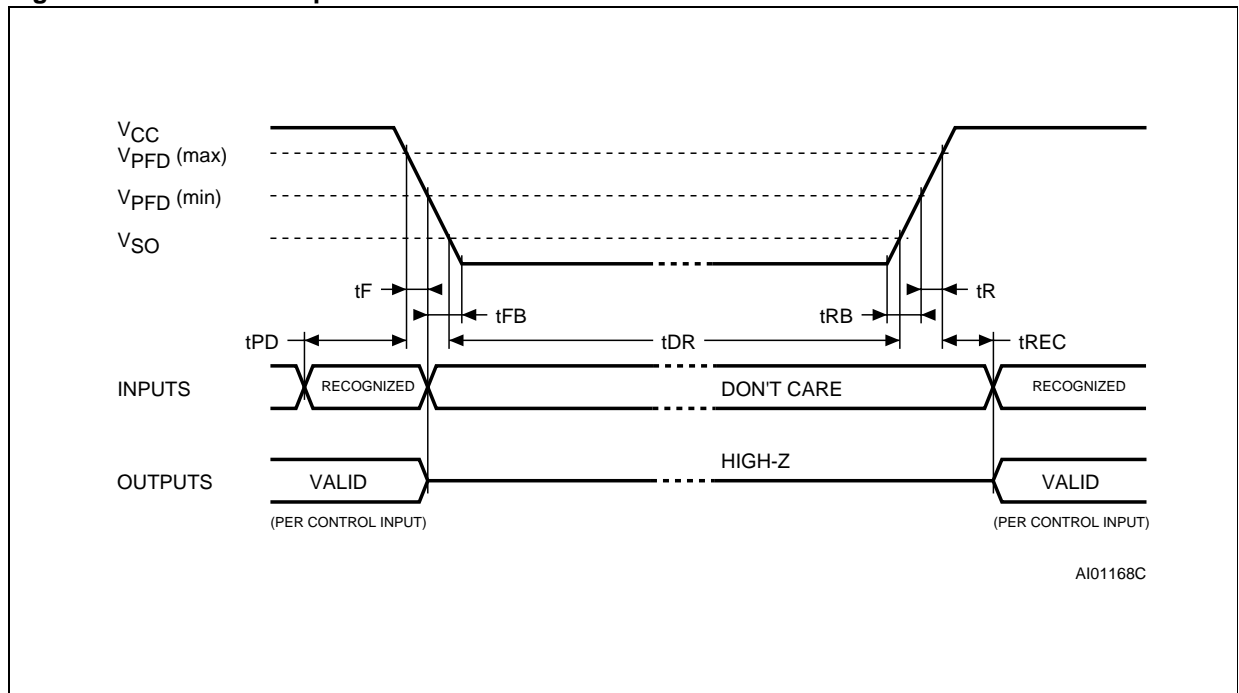 VCC
VPFD (max)
VPFD (min)
VSO
tF
tR
tFB
tRB
tPD
tDR
tREC
INPUTS
RECOGNIZED
DON'T CARE
RECOGNIZED
HIGH-Z
OUTPUTS
VALID
VALID
(PER CONTROL INPUT)
(PER CONTROL INPUT)
AI01168C